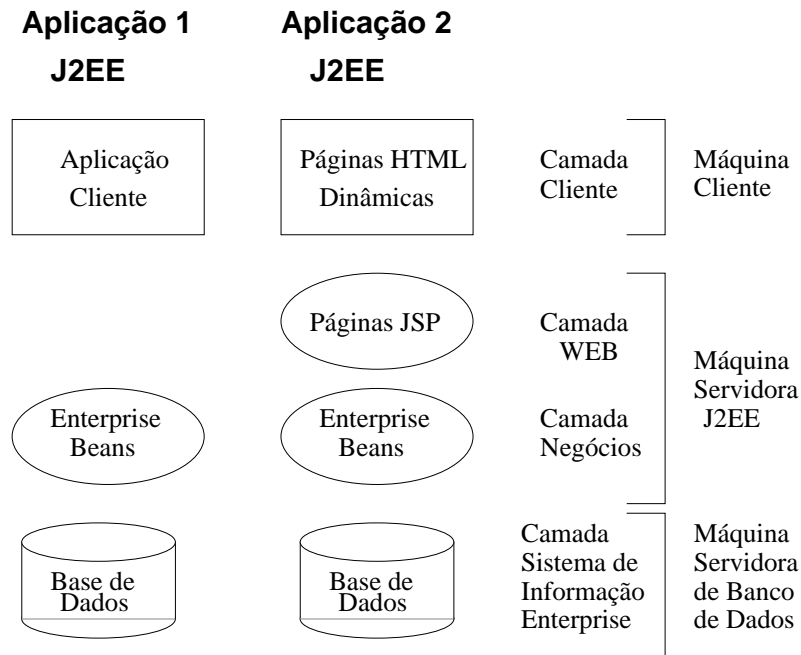 Aplicação 1
J2EE
Aplicação 2
J2EE
Aplicação
Cliente
Páginas HTML
Dinâmicas
Camada
Cliente
Máquina
Cliente
Páginas JSP
Camada
WEB
Enterprise
Beans
Enterprise
Beans
Camada
Negócios
Máquina
Servidora
J2EE
Base de
Dados
Base de
Dados
Camada
Sistema de
Informação
Enterprise
Máquina
Servidora
de Banco
de Dados